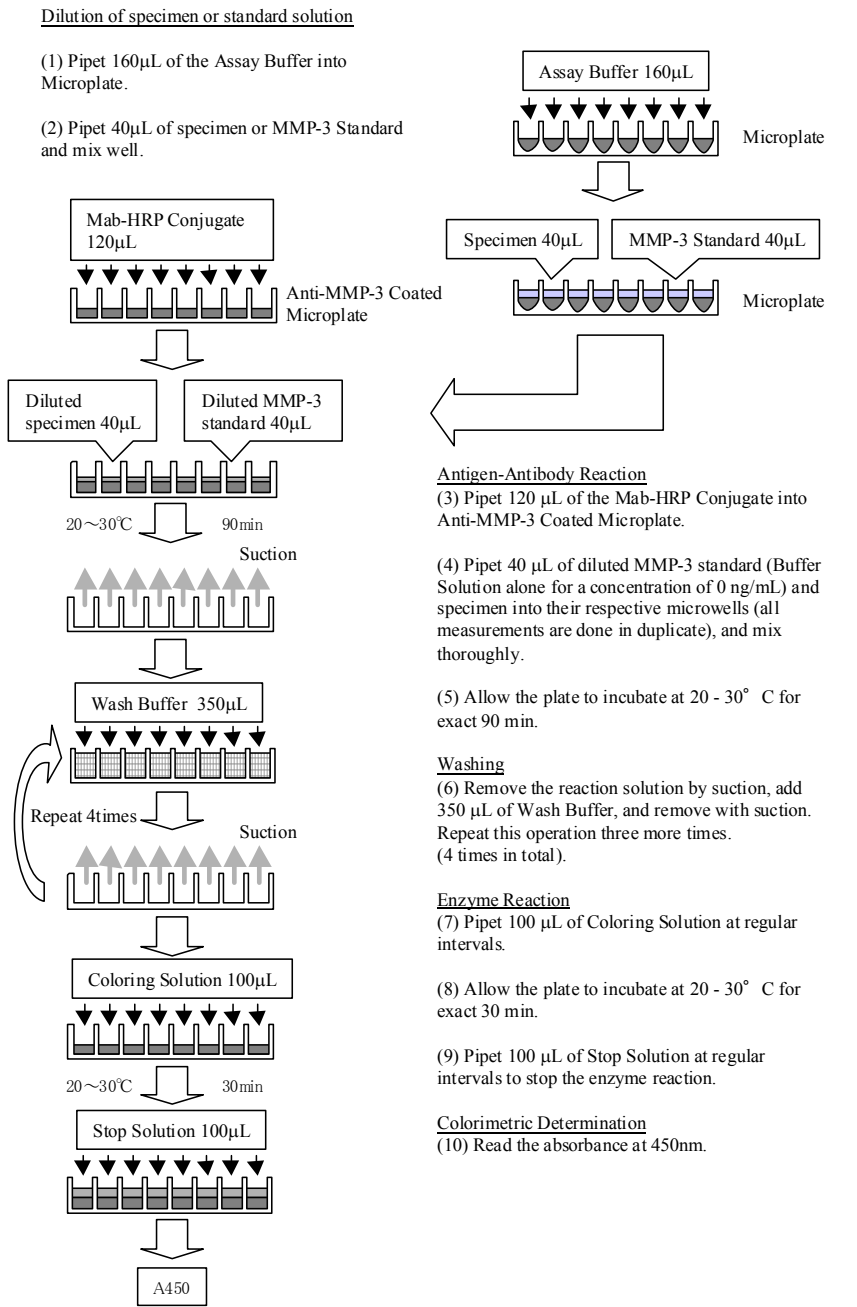 Dilution of specimen or standard solution
(1) Pipet 160μL of the Assay Buffer into
Microplate.
(2) Pipet 40μL of specimen or MMP-3 Standard
and mix well.
Assay Buffer 160μL
Microplate
Specimen 40μL
MMP-3 Standard 40μL
Microplate
Mab-HRP Conjugate
120μL
Anti-MMP-3 Coated
Microplate
Diluted
specimen 40μL
Diluted MMP-3
standard 40μL
20～30℃
90min
Suction
Wash Buffer 350μL
Repeat 4times
Suction
Coloring Solution 100μL
20～30℃
30min
Stop Solution 100μL
A450
Antigen-Antibody Reaction
(3) Pipet 120 μL of the Mab-HRP Conjugate into
Anti-MMP-3 Coated Microplate.
(4) Pipet 40 μL of diluted MMP-3 standard (Buffer
Solution alone for a concentration of 0 ng/mL) and
specimen into their respective microwells (all
measurements are done in duplicate), and mix
thoroughly.
(5) Allow the plate to incubate at 20 - 30° C for
exact 90 min.
Washing
(6) Remove the reaction solution by suction, add
350 μL of Wash Buffer, and remove with suction.
Repeat this operation three more times.
(4 times in total).
Enzyme Reaction
(7) Pipet 100 μL of Coloring Solution at regular
intervals.
(8) Allow the plate to incubate at 20 - 30° C for
exact 30 min.
(9) Pipet 100 μL of Stop Solution at regular
intervals to stop the enzyme reaction.
Colorimetric Determination
(10) Read the absorbance at 450nm.